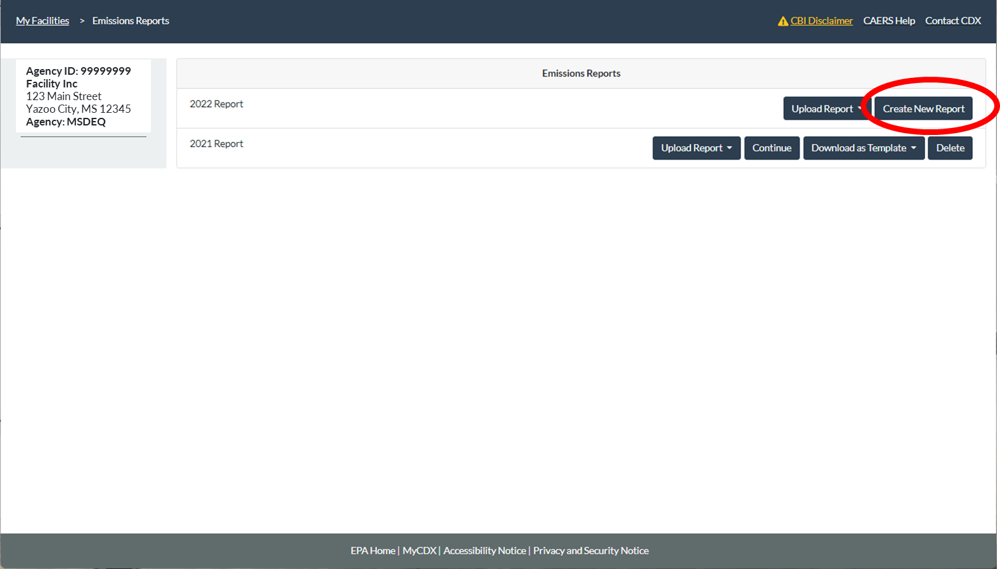 My Facilities > Emissions Reports
CBI Disclaimer CAERS Help Contact CDX
Agency ID: 99999999
Facility Inc
123 Main Street
Yazoo City, MS 12345
Agency: MSDEQ
Emissions Reports
2022 Report
Upload Report Create New Report
2021 Report
Upload Report Continue Download as Template Delete
EPA Home | MyCDX | Accessibility Notice | Privacy and Security Notice